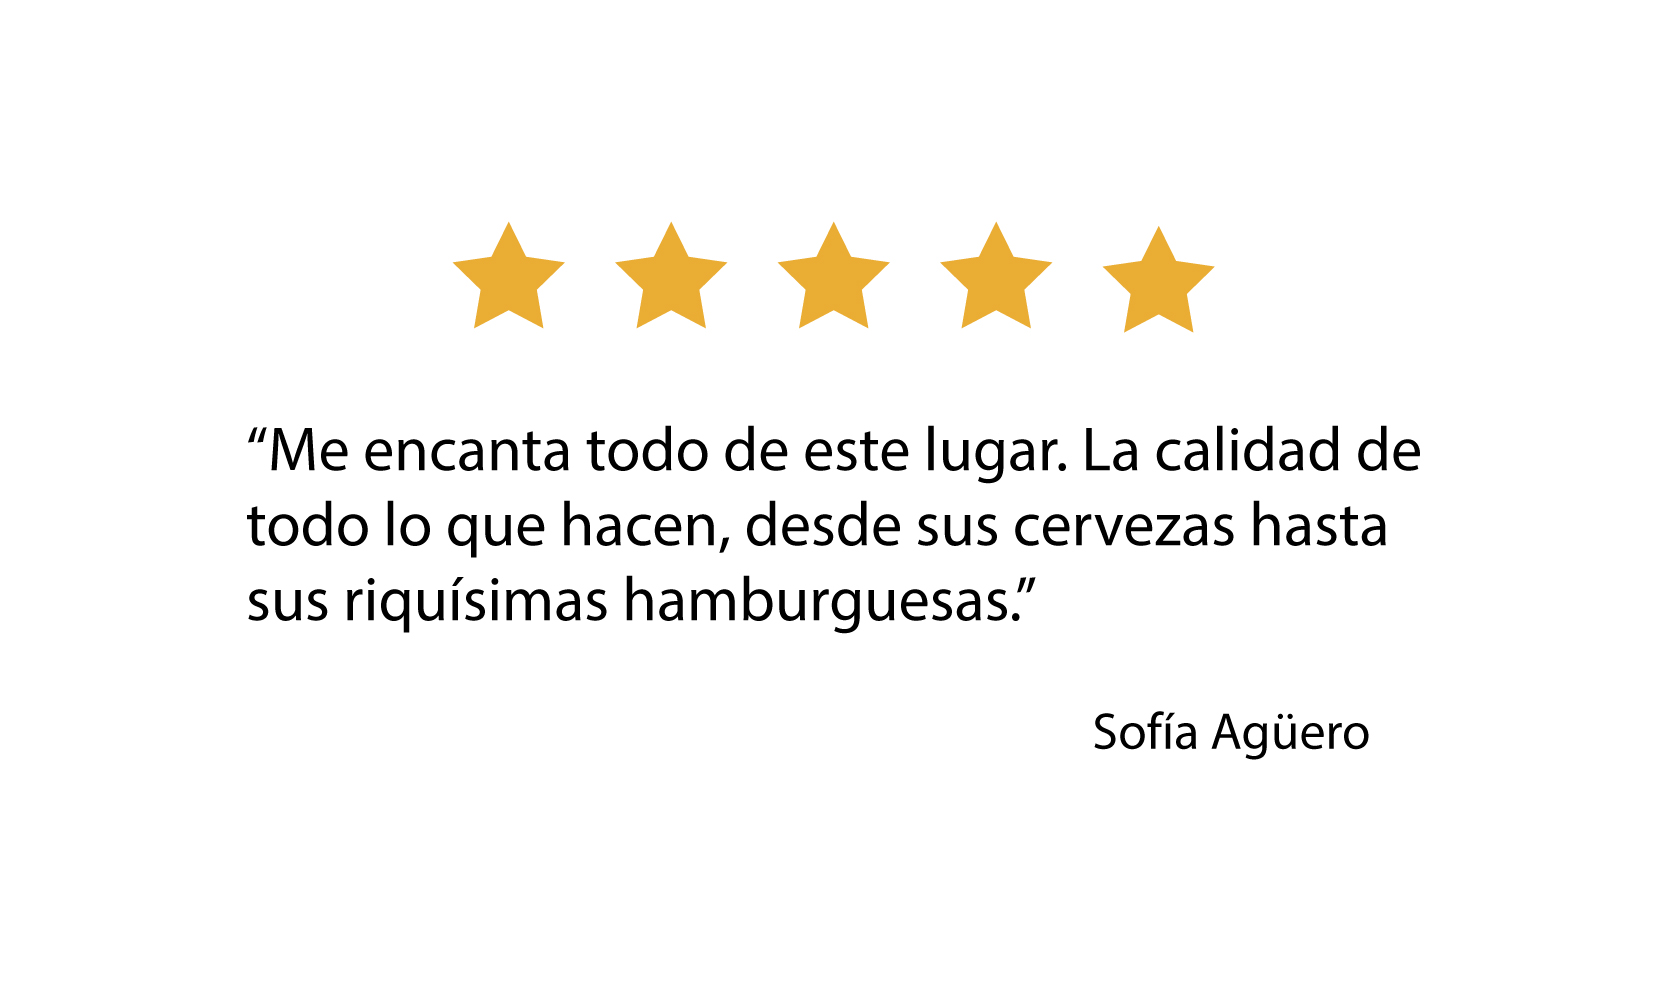 “Me encanta todo de este lugar. La calidad de
todo lo que hacen, desde sus cervezas hasta
sus riquísimas hamburguesas.”
Sofía Agüero